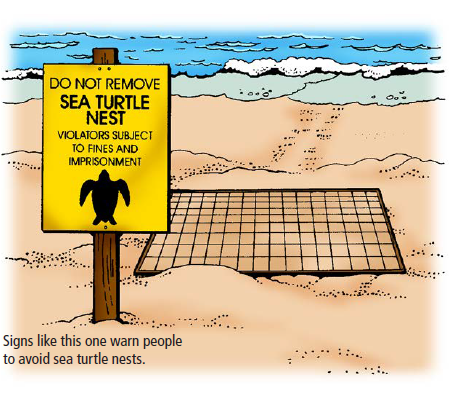 DO NOT REMOVE
SEA TURTLE
NEST
VIOLATORS SUBJECT
TO FINES AND
IMPRISONMENT
Signs like this one warn people
to avoid sea turtle nests.